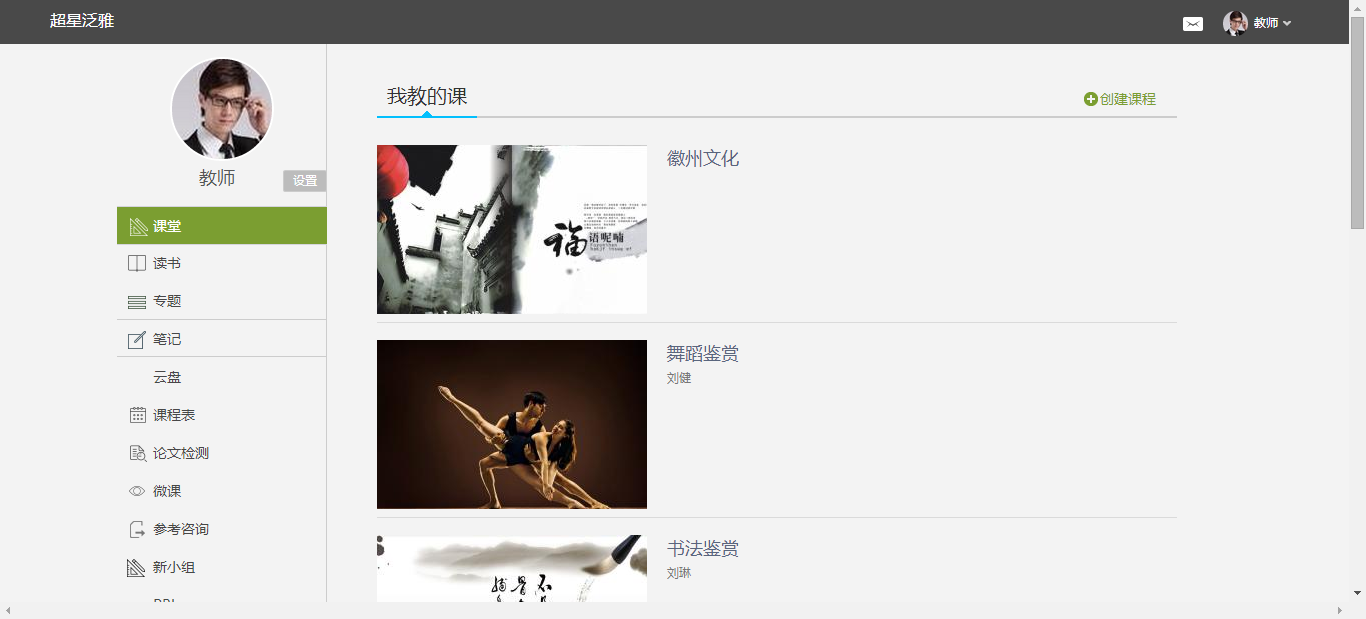 超星泛雅
教师
教师
设置
课堂
读书
专题
笔记
云盘
课程表
论文检测
微课
参考咨询
新小组
我教的课
创建课程
福
语呢喃
徽州文化
舞蹈鉴赏
刘健
书法鉴赏
刘琳